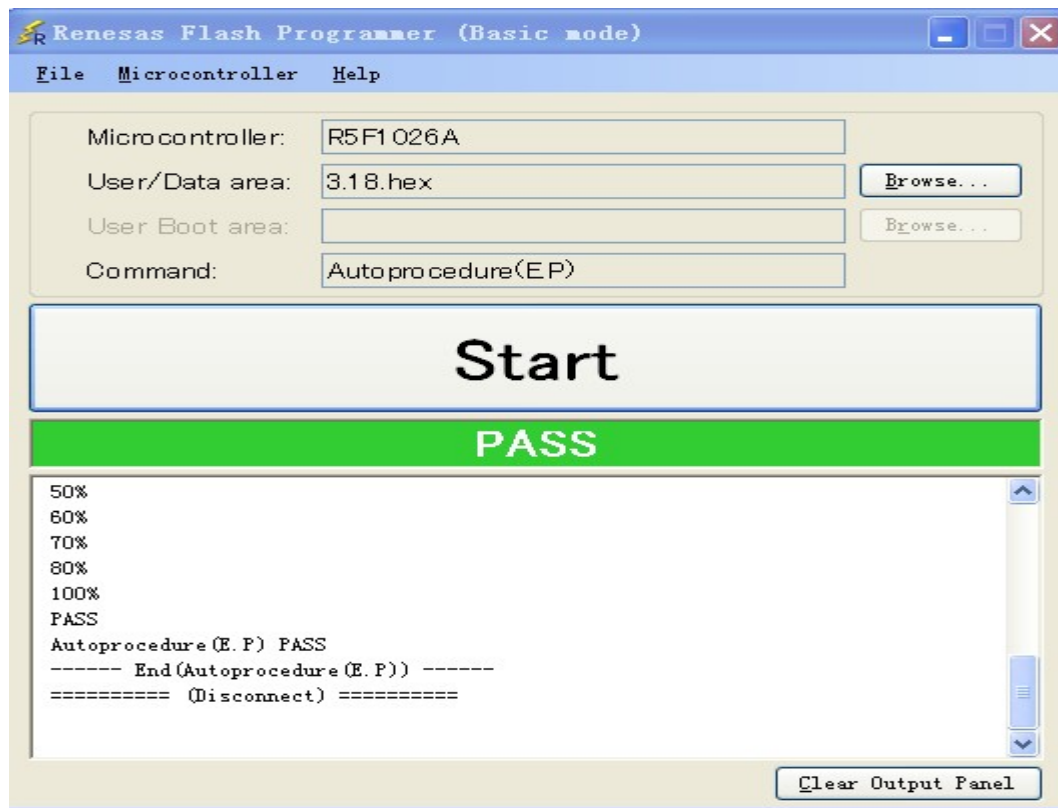 Renesas Flash Programmer (Basic mode)
File Microcontroller Help
Microcontroller: R5F1026A
User/Data area: 3.18.hex Browse...
User Boot area: Browse...
Command: Autoprocedure(EP)
Start
PASS
50%
60%
70%
80%
100%
PASS
Autoprocedure(E.P) PASS
------ End(Autoprocedure(E.P)) ------
========== (Disconnect) ==========
Clear Output Panel